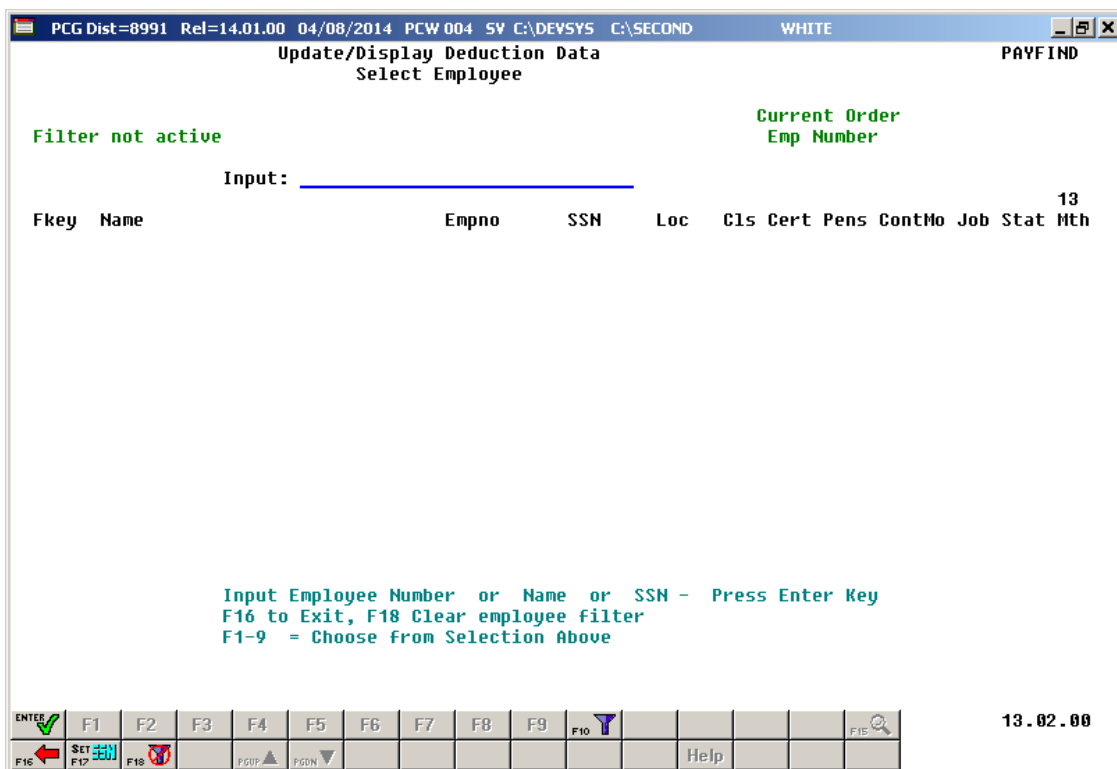 PCG Dist=8991 Rel=14.01.00 04/08/2014 PCW 004 SV C:\DEVSYS C:\SECOND WHITE
Update/Display Deduction Data PAYFIND
Select Employee
Current Order
Filter not active Emp Number
Input:
13
Fkey Name Empno SSN Loc Cls Cert Pens ContMo Job Stat Mth
Input Employee Number or Name or SSN - Press Enter Key
F16 to Exit, F18 Clear employee filter
F1-9 = Choose from Selection Above
ENTER F1 F2 F3 F4 F5 F6 F7 F8 F9 F10 F15 13.02.00
F16 SET F17 SSN F18 PGUP PGDN Help